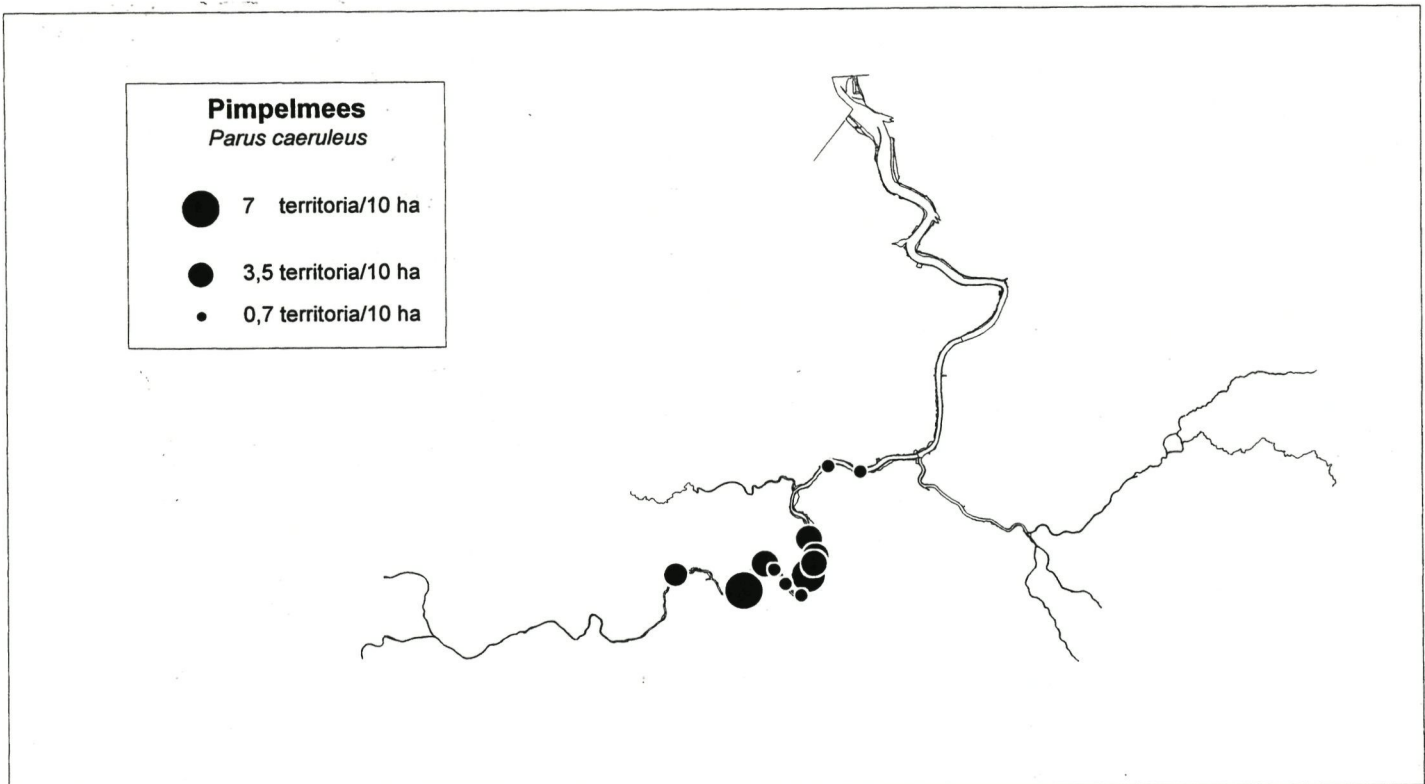 Pimpelmees
Parus caeruleus
7 territoria/10 ha
3,5 territoria/10 ha
0,7 territoria/10 ha